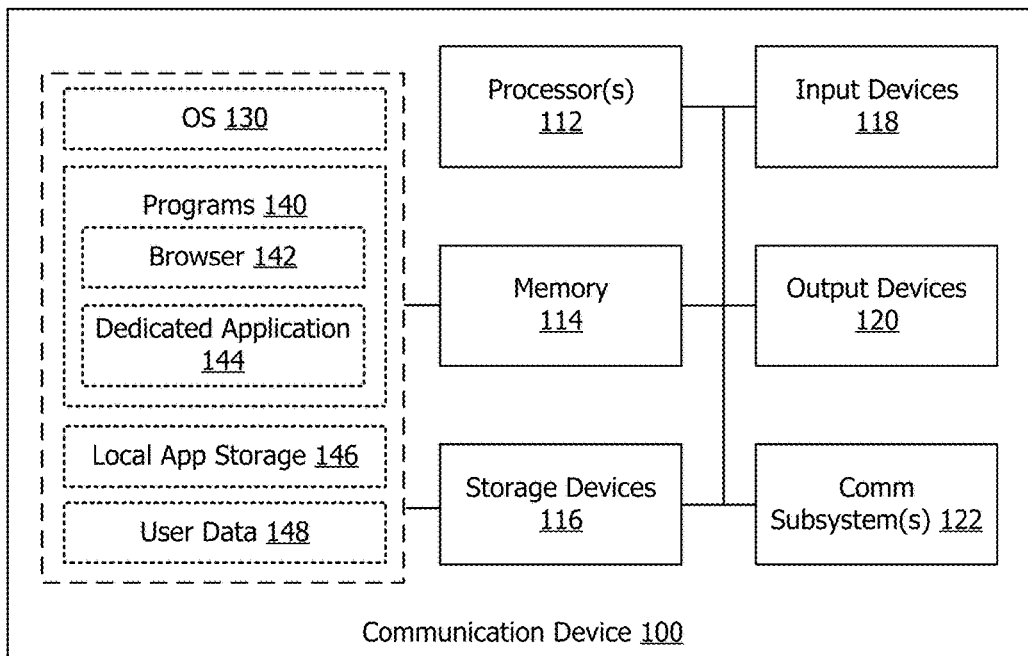 OS 130
Programs 140
Browser 142
Dedicated Application
144
Local App Storage 146
User Data 148
Processor(s)
112
Memory
114
Storage Devices
116
Input Devices
118
Output Devices
120
Comm
Subsystem(s) 122
Communication Device 100